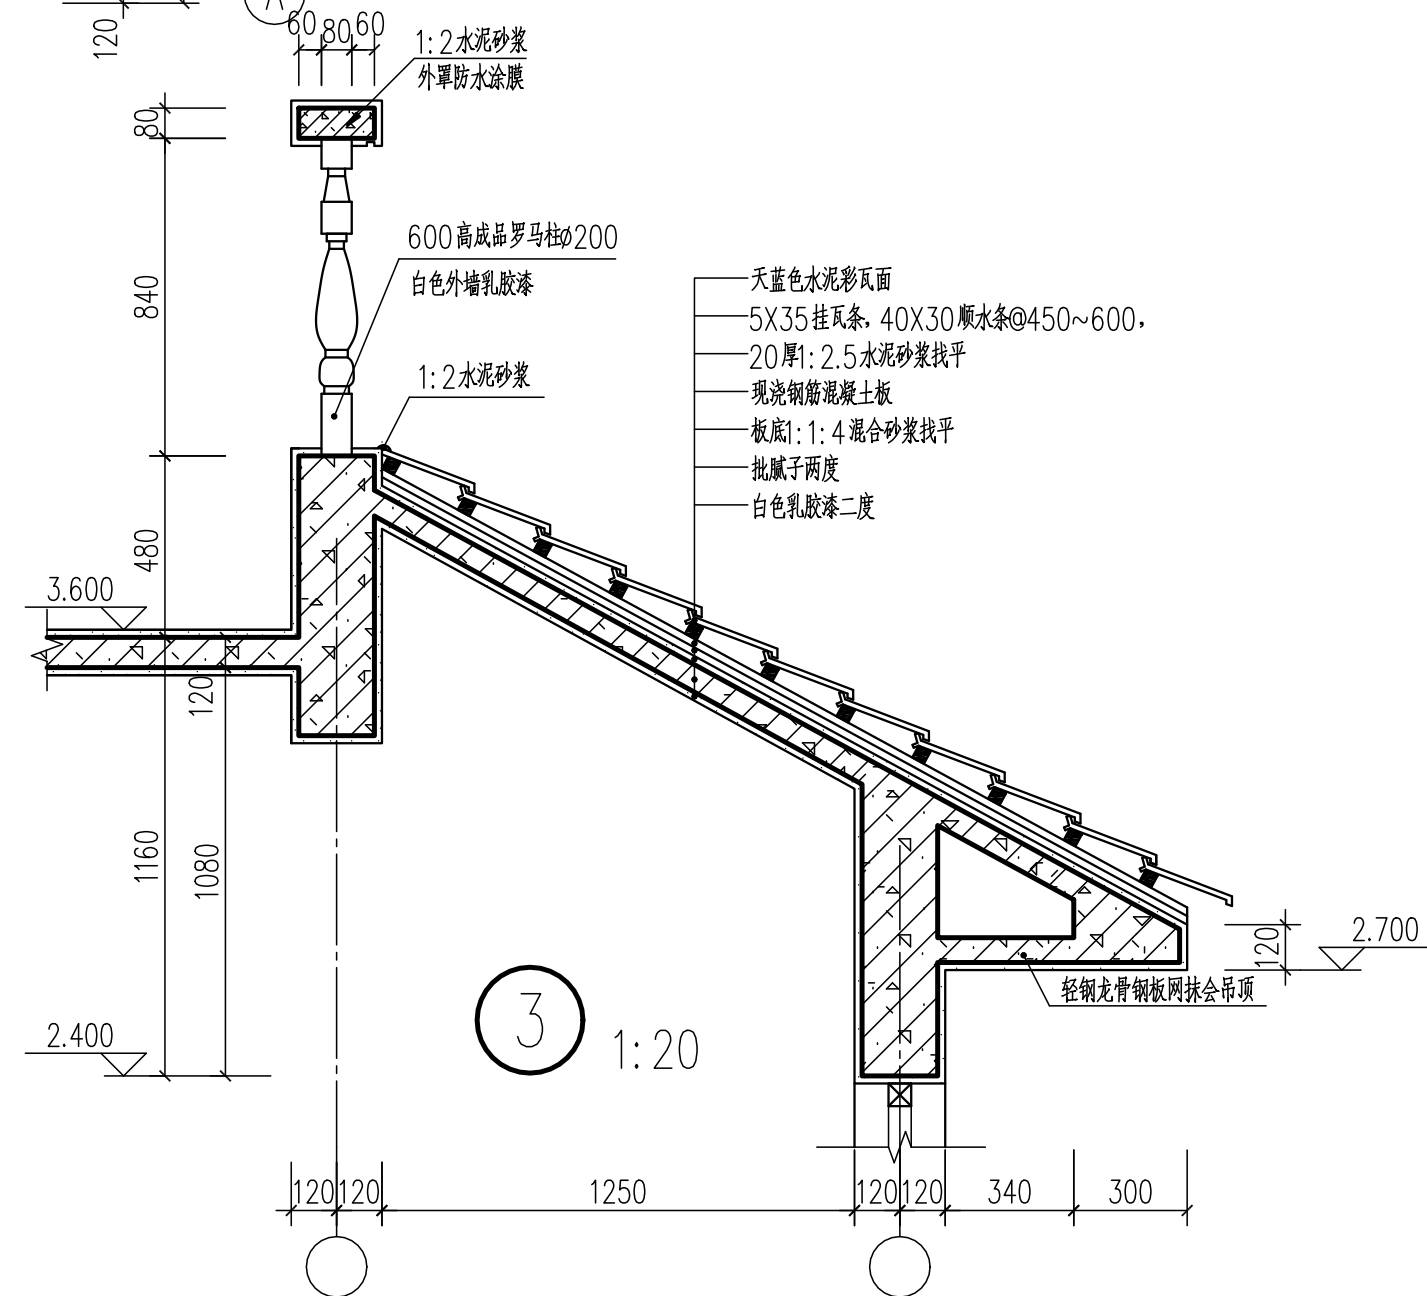 120
A
60 80 60
1:2水泥砂浆
外罩防水涂膜
80
840
600高成品罗马柱ø200
白色外墙乳胶漆
天蓝色水泥彩瓦面
5X35挂瓦条，40X30顺水条@450~600，
20厚1:2.5水泥砂浆找平
现浇钢筋混凝土板
板底1:1:4混合砂浆找平
批腻子两度
白色乳胶漆二度
1:2水泥砂浆
480
3.600
120
1160
1080
120
2.700
轻钢龙骨钢板网抹会吊顶
3
1:20
2.400
120 120 1250 120 120 340 300